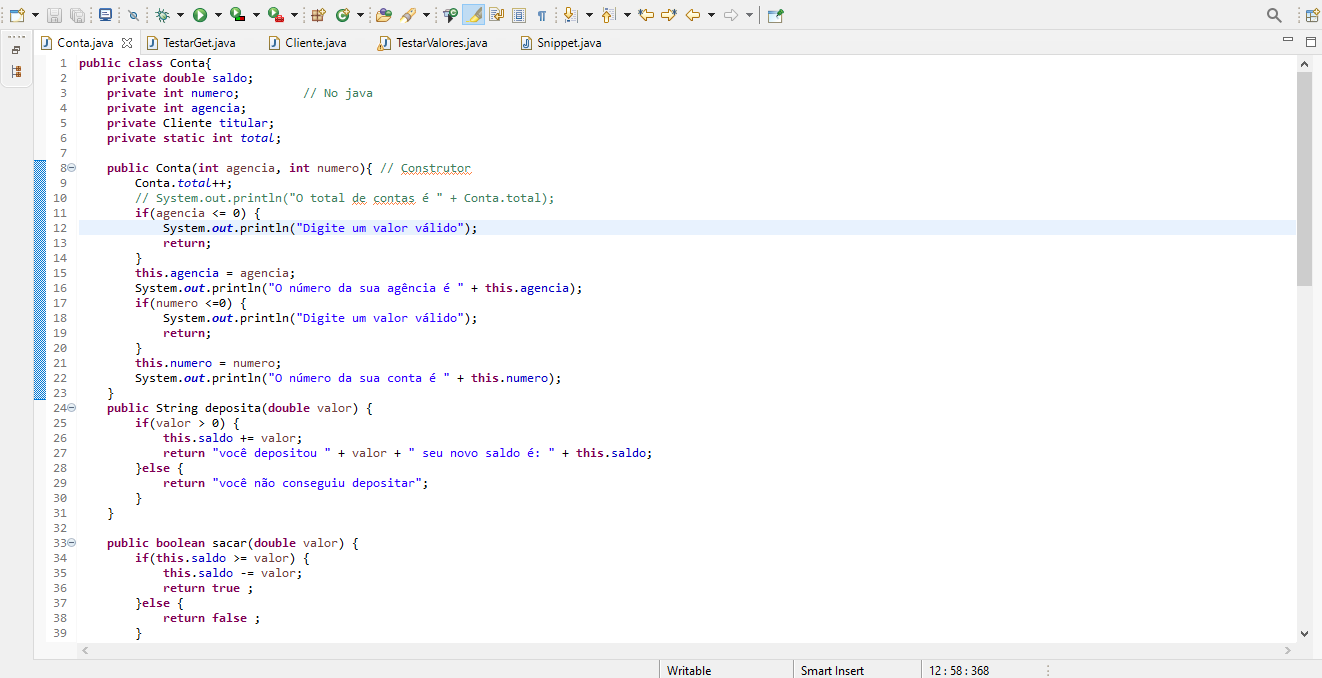 Conta.java TestarGet.java Cliente.java TestarValores.java Snippet.java
1 public class Conta{
2 private double saldo;
3 private int numero; // No java
4 private int agencia;
5 private Cliente titular;
6 private static int total;
7
8 public Conta(int agencia, int numero){ // Construtor
9 Conta.total++;
10 // System.out.println("O total de contas é " + Conta.total);
11 if(agencia <= 0) {
12 System.out.println("Digite um valor válido");
13 return;
14 }
15 this.agencia = agencia;
16 System.out.println("O número da sua agência é " + this.agencia);
17 if(numero <=0) {
18 System.out.println("Digite um valor válido");
19 return;
20 }
21 this.numero = numero;
22 System.out.println("O número da sua conta é " + this.numero);
23 }
24 public String deposita(double valor) {
25 if(valor > 0) {
26 this.saldo += valor;
27 return "você depositou " + valor + " seu novo saldo é: " + this.saldo;
28 }else {
29 return "você não conseguiu depositar";
30 }
31 }
32
33 public boolean sacar(double valor) {
34 if(this.saldo >= valor) {
35 this.saldo -= valor;
36 return true ;
37 }else {
38 return false ;
39 }
Writable Smart Insert 12 : 58 : 368